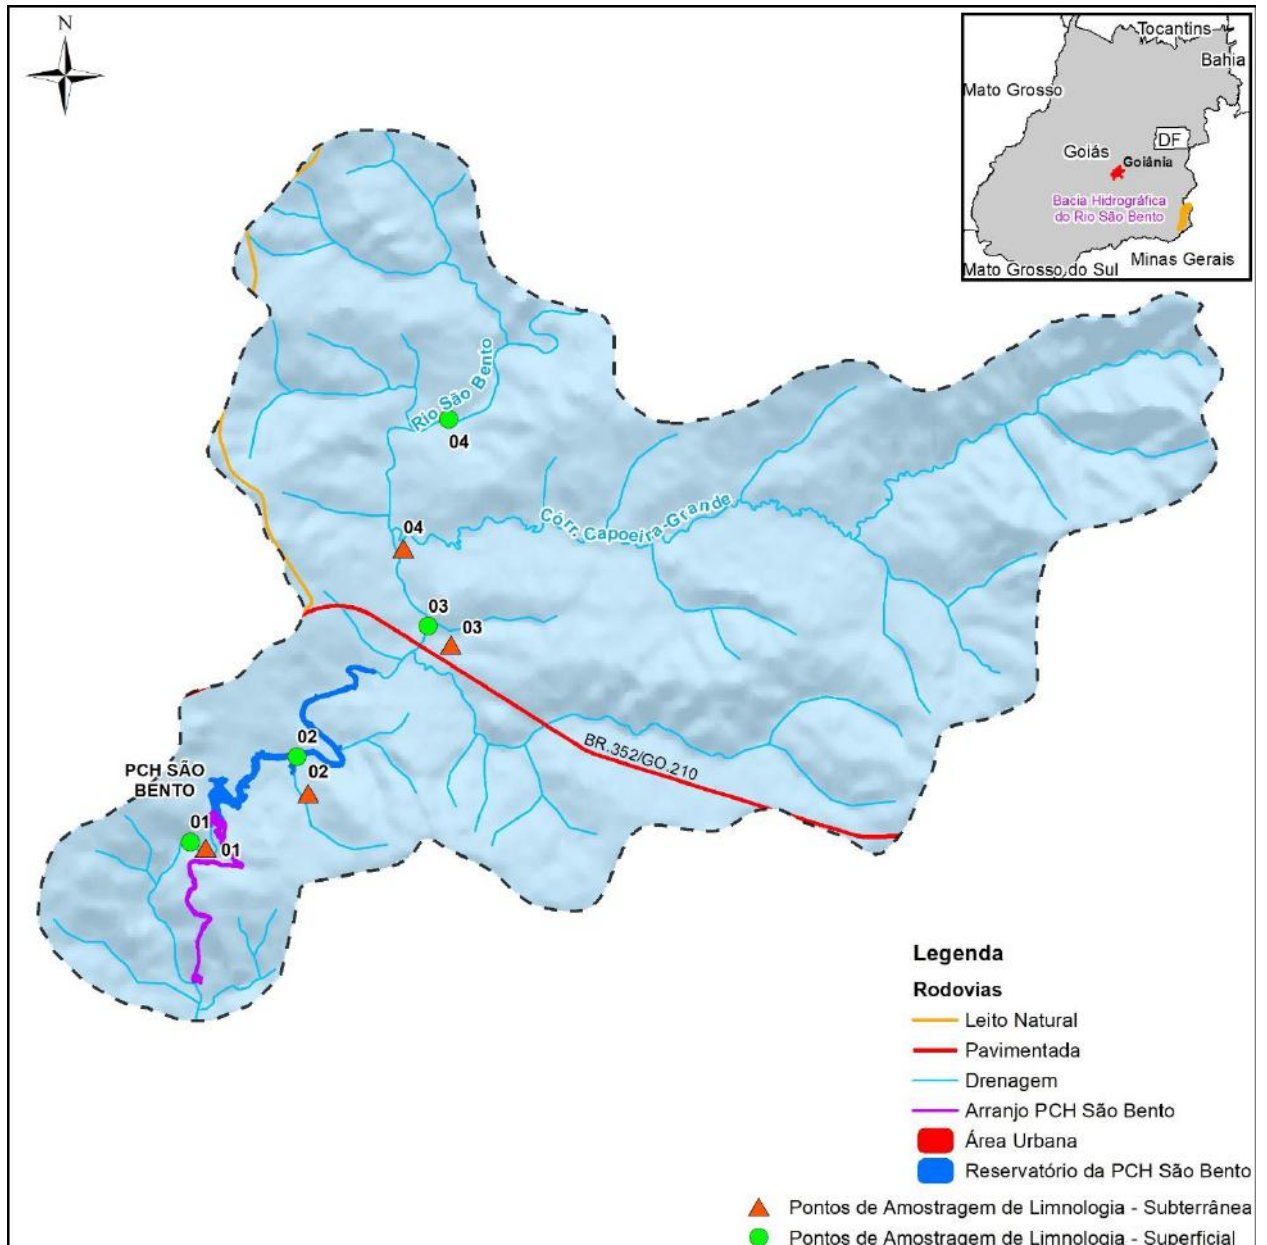 N
Tocantins
Bahia
Mato Grosso
DF
Goiás
Goiânia
Bacia Hidrográfica
do Rio São Bento
Minas Gerais
Mato Grosso do Sul
Rio São Bento
04
Córr. Capoeira-Grande
04
03
03
BR.352/GO.210
02
02
PCH SÃO
BENTO
01
01
Legenda
Rodovias
Leito Natural
Pavimentada
Drenagem
Arranjo PCH São Bento
Área Urbana
Reservatório da PCH São Bento
Pontos de Amostragem de Limnologia - Subterrânea
Pontos de Amostragem de Limnologia - Superficial